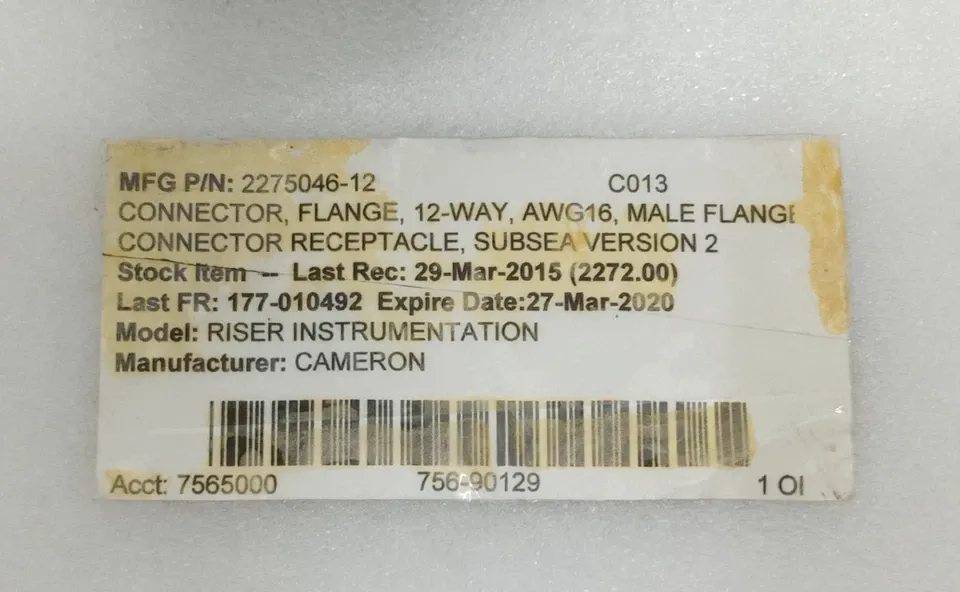 MFG P/N: 2275046-12 C013
CONNECTOR, FLANGE, 12-WAY, AWG16, MALE FLANGE
CONNECTOR RECEPTACLE, SUBSEA VERSION 2
Stock Item -- Last Rec: 29-Mar-2015 (2272.00)
Last FR: 177-010492 Expire Date:27-Mar-2020
Model: RISER INSTRUMENTATION
Manufacturer: CAMERON
Acct: 7565000 756-90129 1 OI